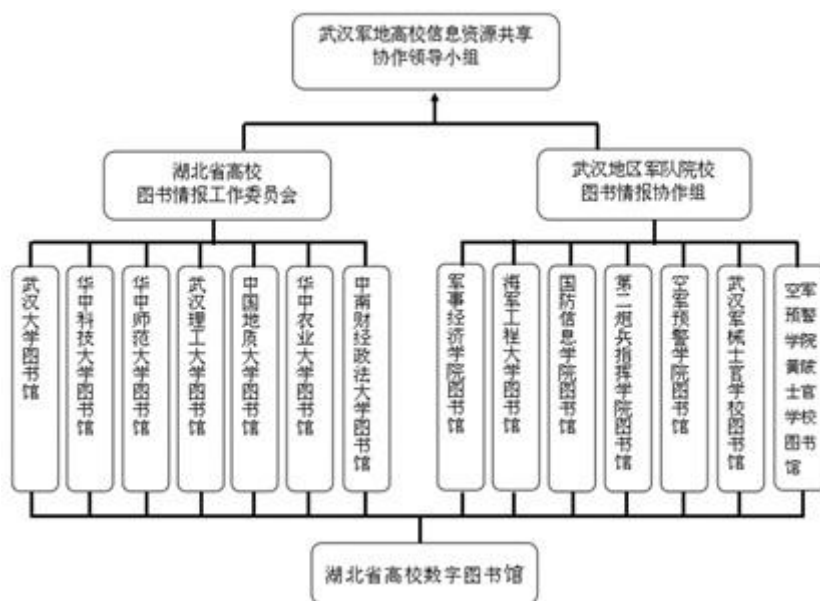 武汉军地高校信息资源共享
协作领导小组
湖北省高校
图书情报工作委员会
武汉地区军队院校
图书情报协作组
武汉大学图书馆
华中科技大学图书馆
华中师范大学图书馆
武汉理工大学图书馆
中国地质大学图书馆
华中农业大学图书馆
中南财经政法大学图书馆
军事经济学院图书馆
海军工程大学图书馆
国防信息学院图书馆
第二炮兵指挥学院图书馆
空军预警学院图书馆
武汉军械士官学校图书馆
空军
预警
学院
黄陂
士官
学校
图书
馆
湖北省高校数字图书馆